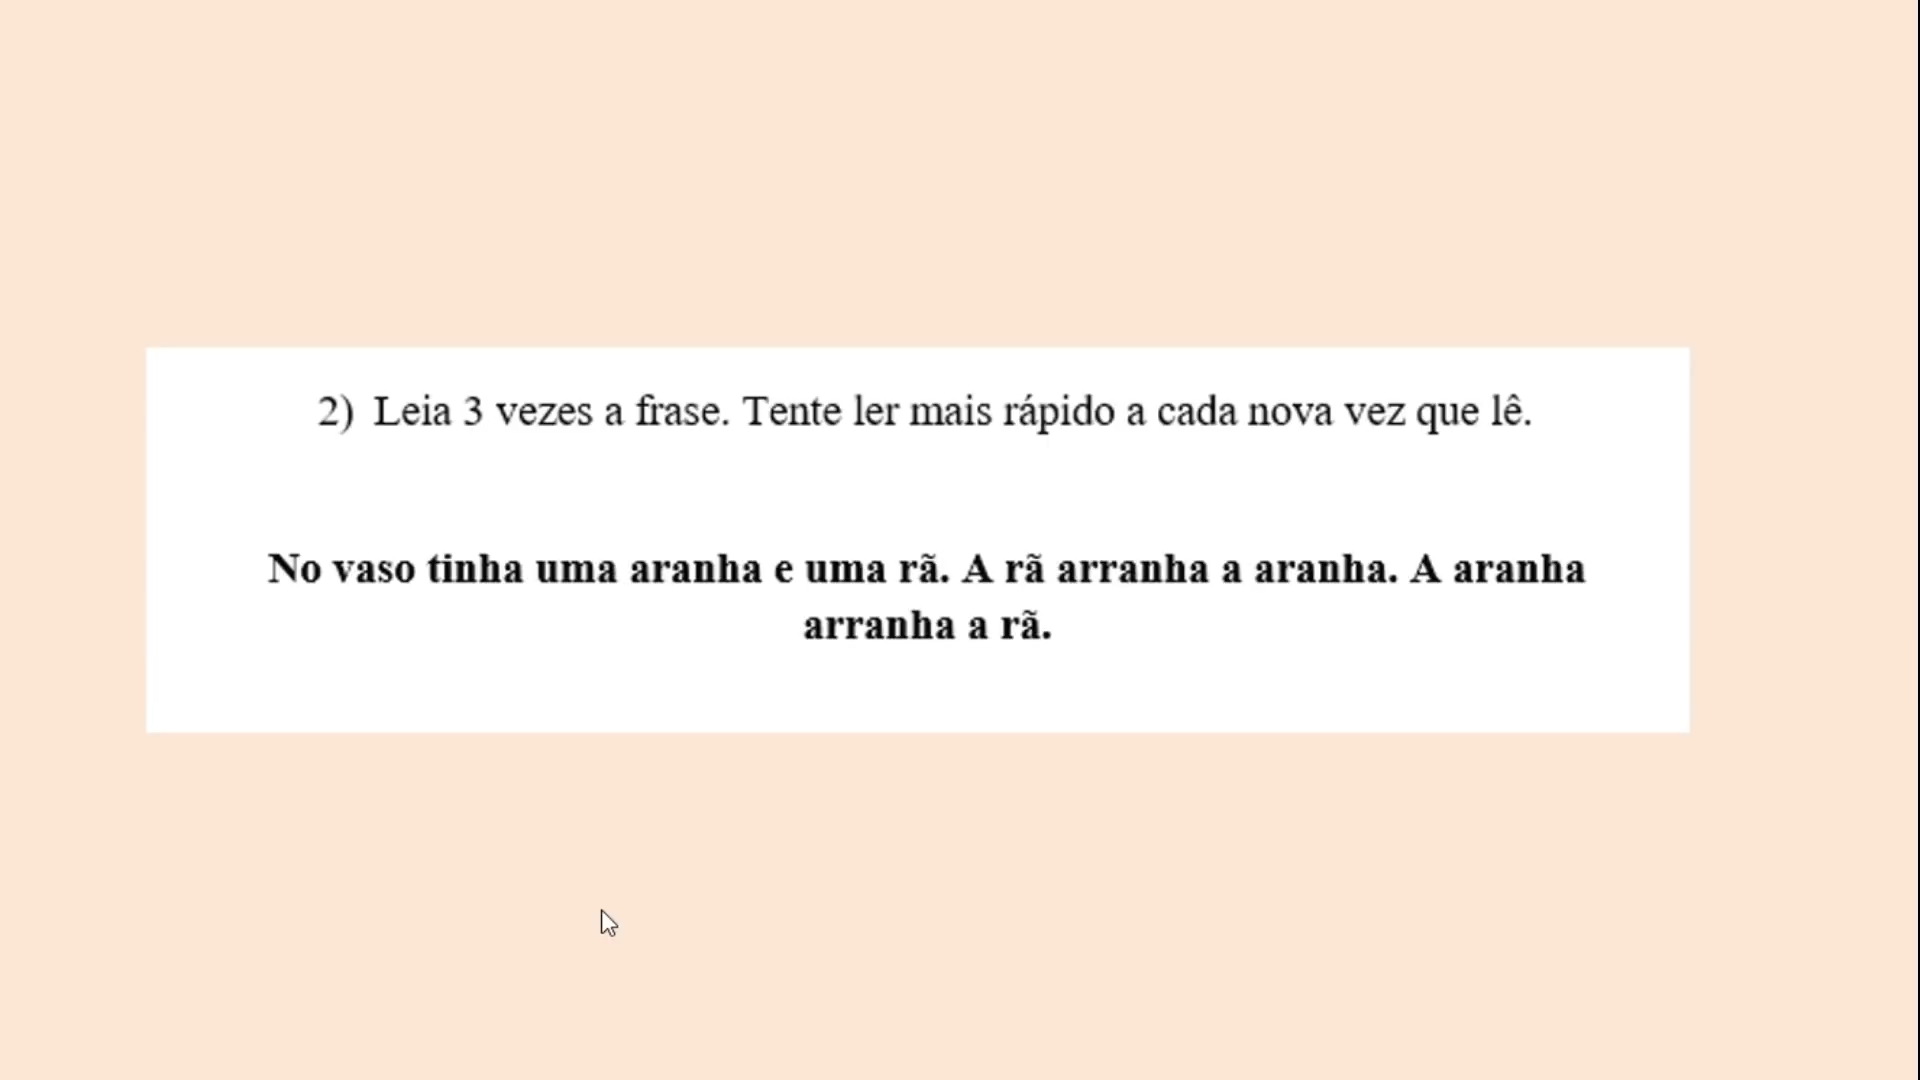 2) Leia 3 vezes a frase. Tente ler mais rápido a cada nova vez que lê.
No vaso tinha uma aranha e uma rã. A rã arranha a aranha. A aranha
arranha a rã.